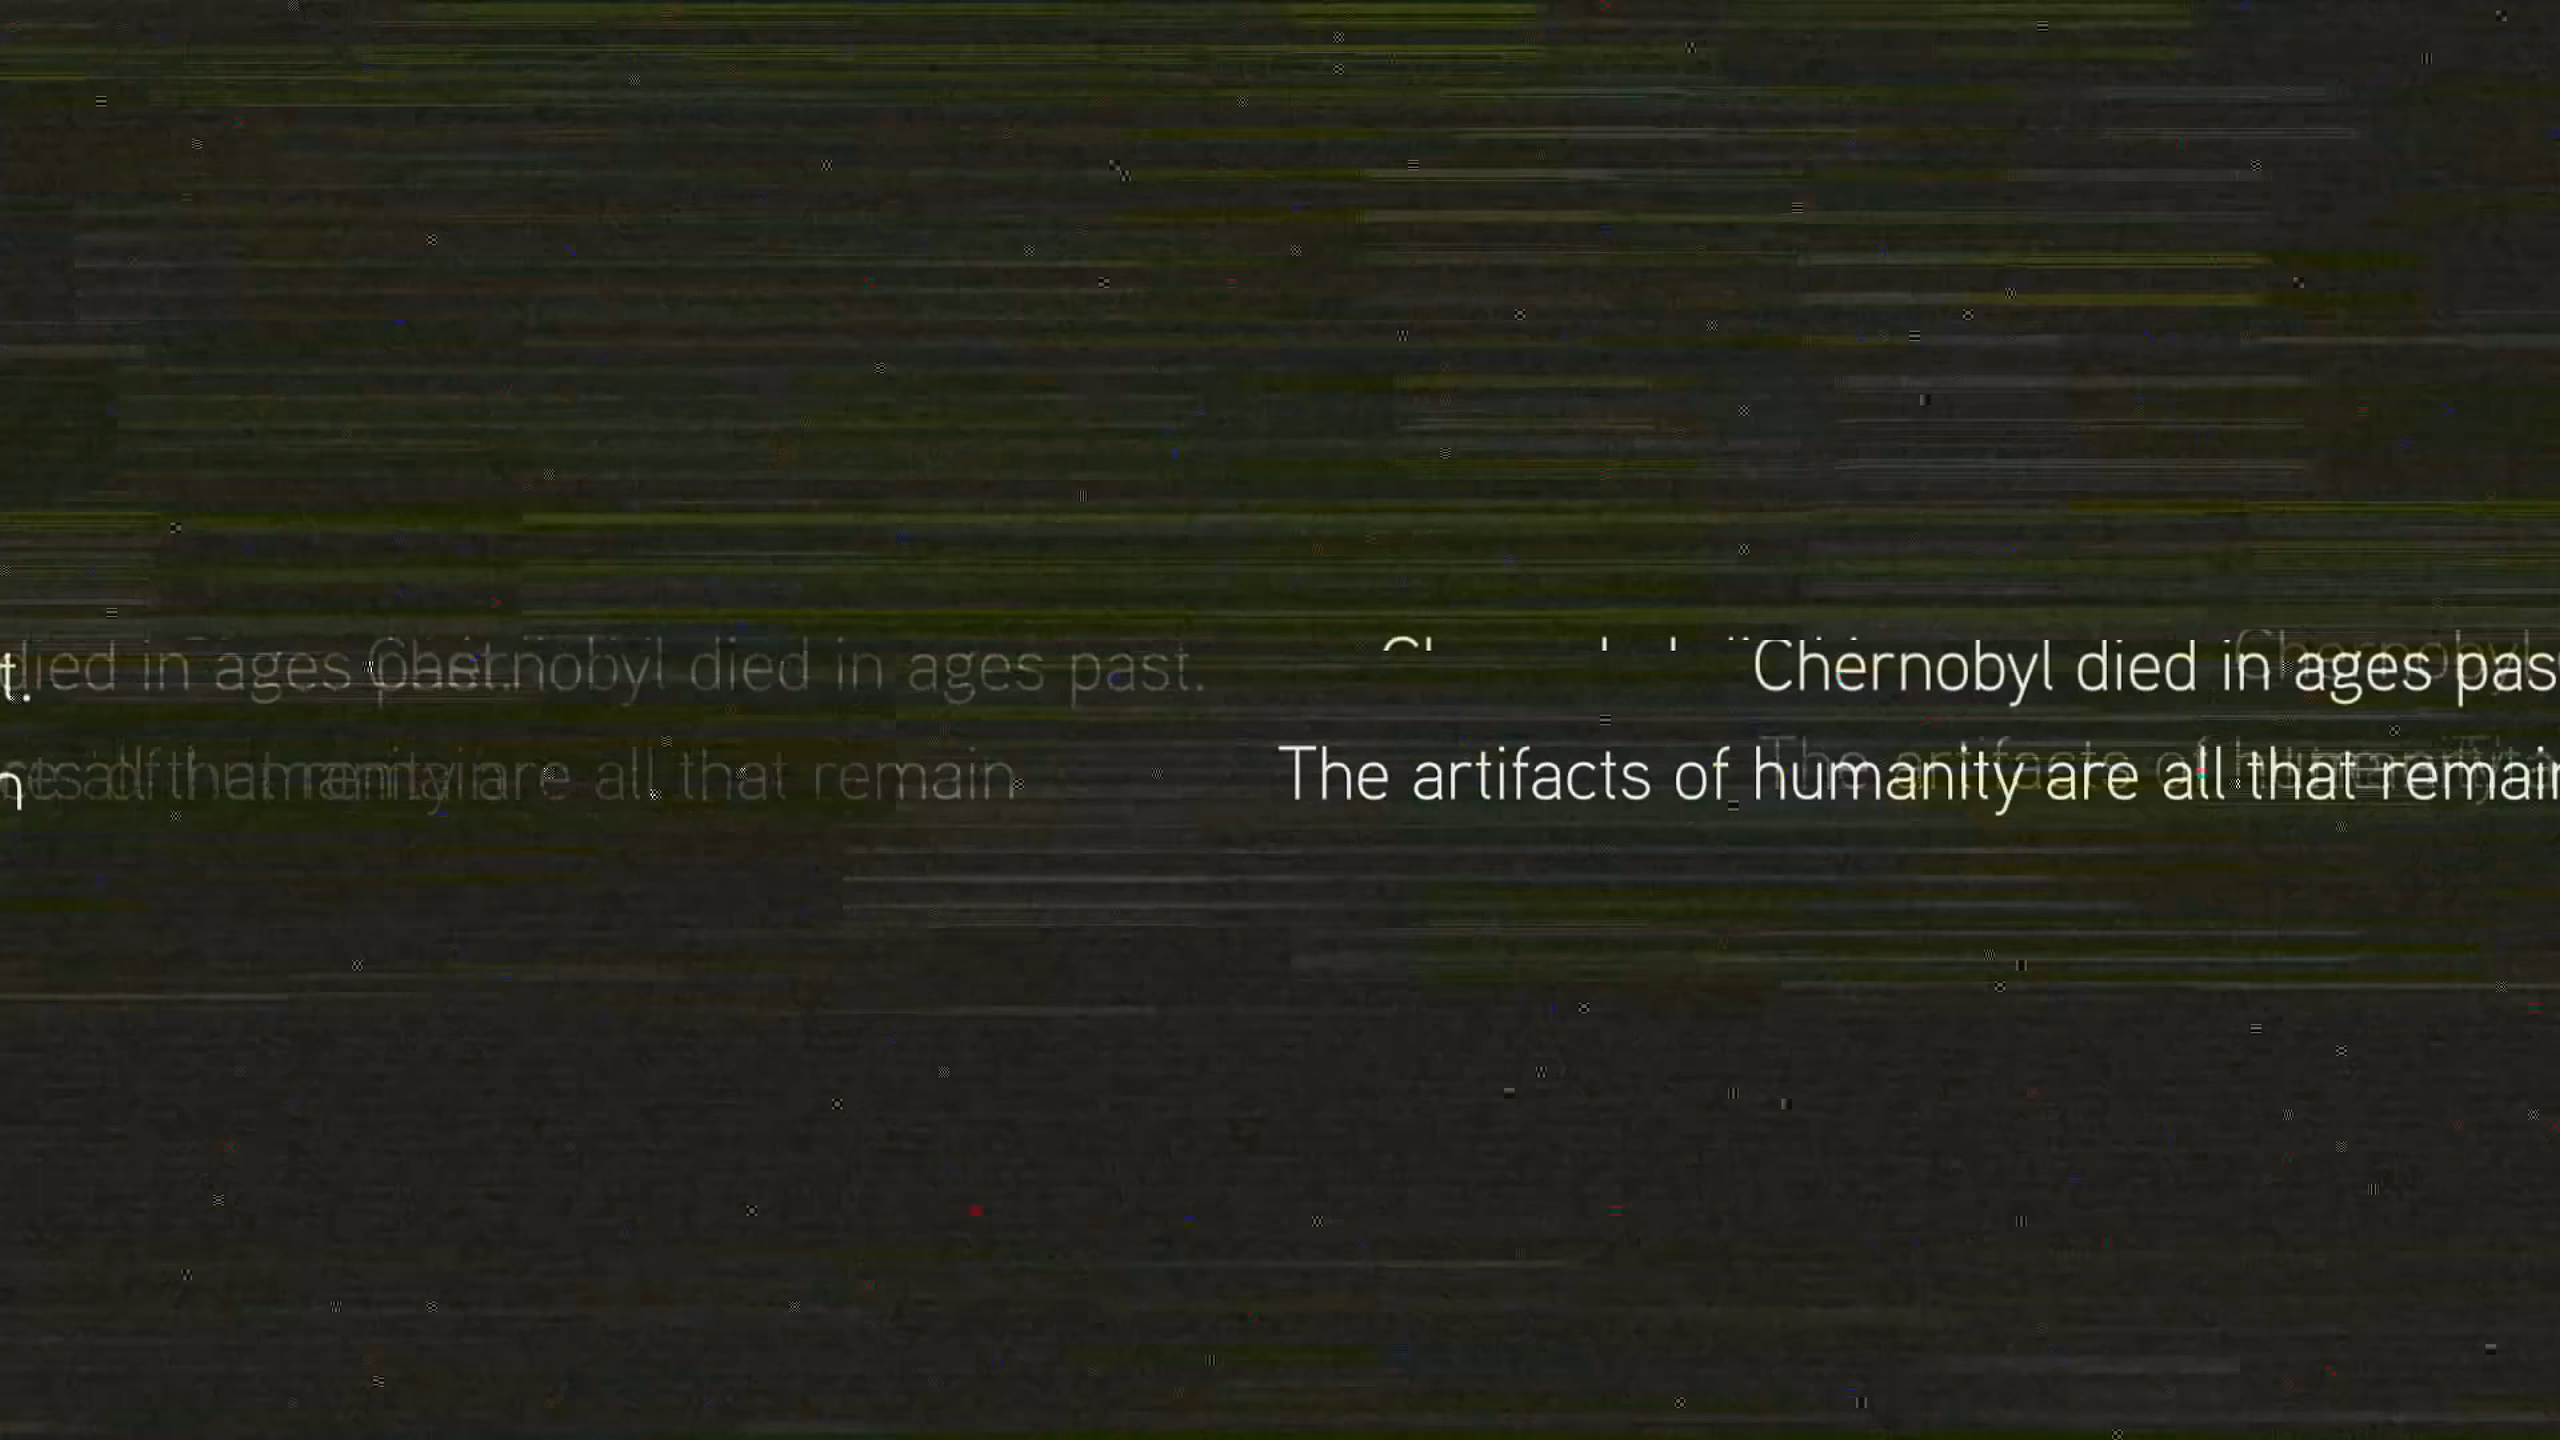 Chernobyl died in ages past.
The artifacts of humanity are all that remain